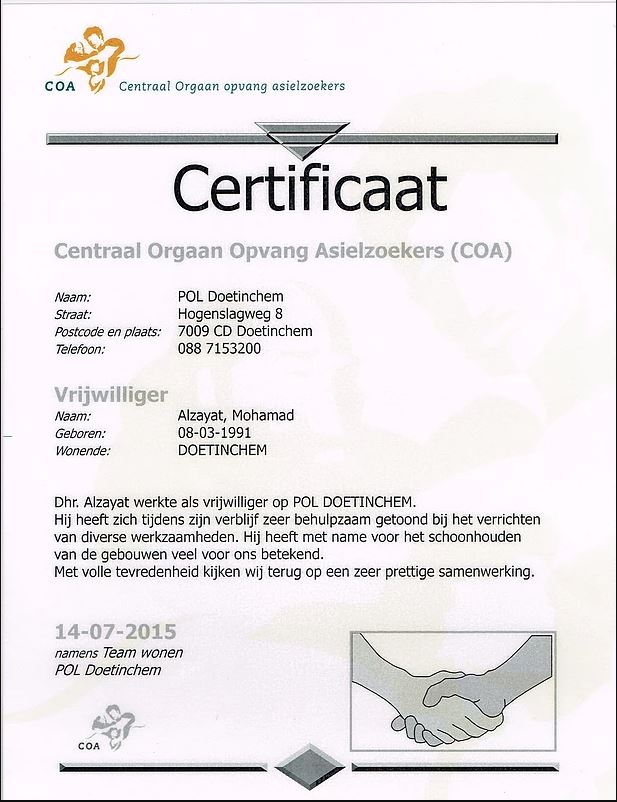 COA Centraal Orgaan opvang asielzoekers
Certificaat
Centraal Orgaan Opvang Asielzoekers (COA)
Naam: POL Doetinchem
Straat: Hogenslagweg 8
Postcode en plaats: 7009 CD Doetinchem
Telefoon: 088 7153200
Vrijwilliger
Naam: Alzayat, Mohamad
Geboren: 08-03-1991
Wonende: DOETINCHEM
Dhr. Alzayat werkte als vrijwilliger op POL DOETINCHEM.
Hij heeft zich tijdens zijn verblijf zeer behulpzaam getoond bij het verrichten
van diverse werkzaamheden. Hij heeft met name voor het schoonhouden
van de gebouwen veel voor ons betekend.
Met volle tevredenheid kijken wij terug op een zeer prettige samenwerking.
14-07-2015
namens Team wonen
POL Doetinchem
COA